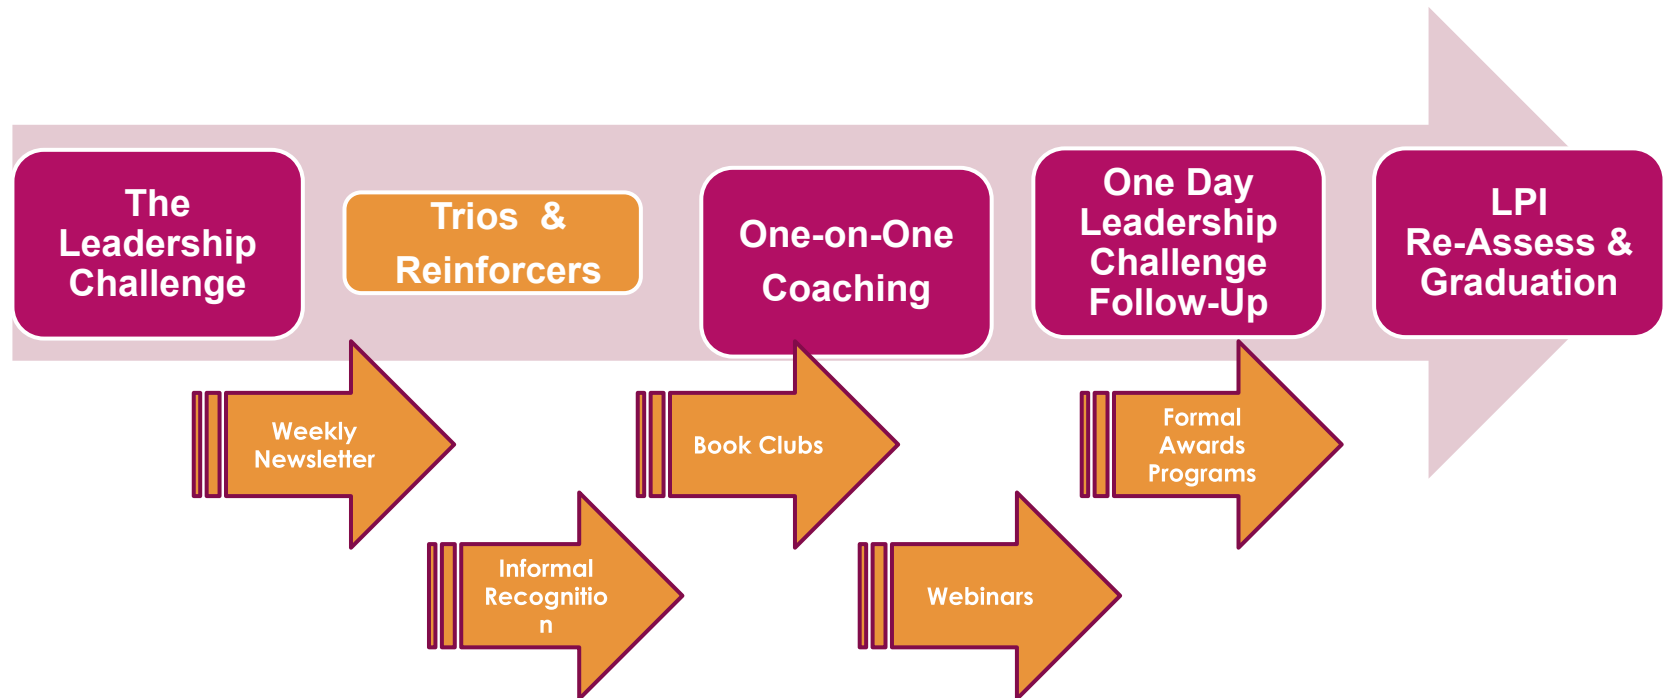 The
Leadership
Challenge
Trios &
Reinforcers
One-on-One
Coaching
One Day
Leadership
Challenge
Follow-Up
LPI
Re-Assess &
Graduation
Weekly
Newsletter
Book Clubs
Formal
Awards
Programs
Informal
Recognitio
n
Webinars